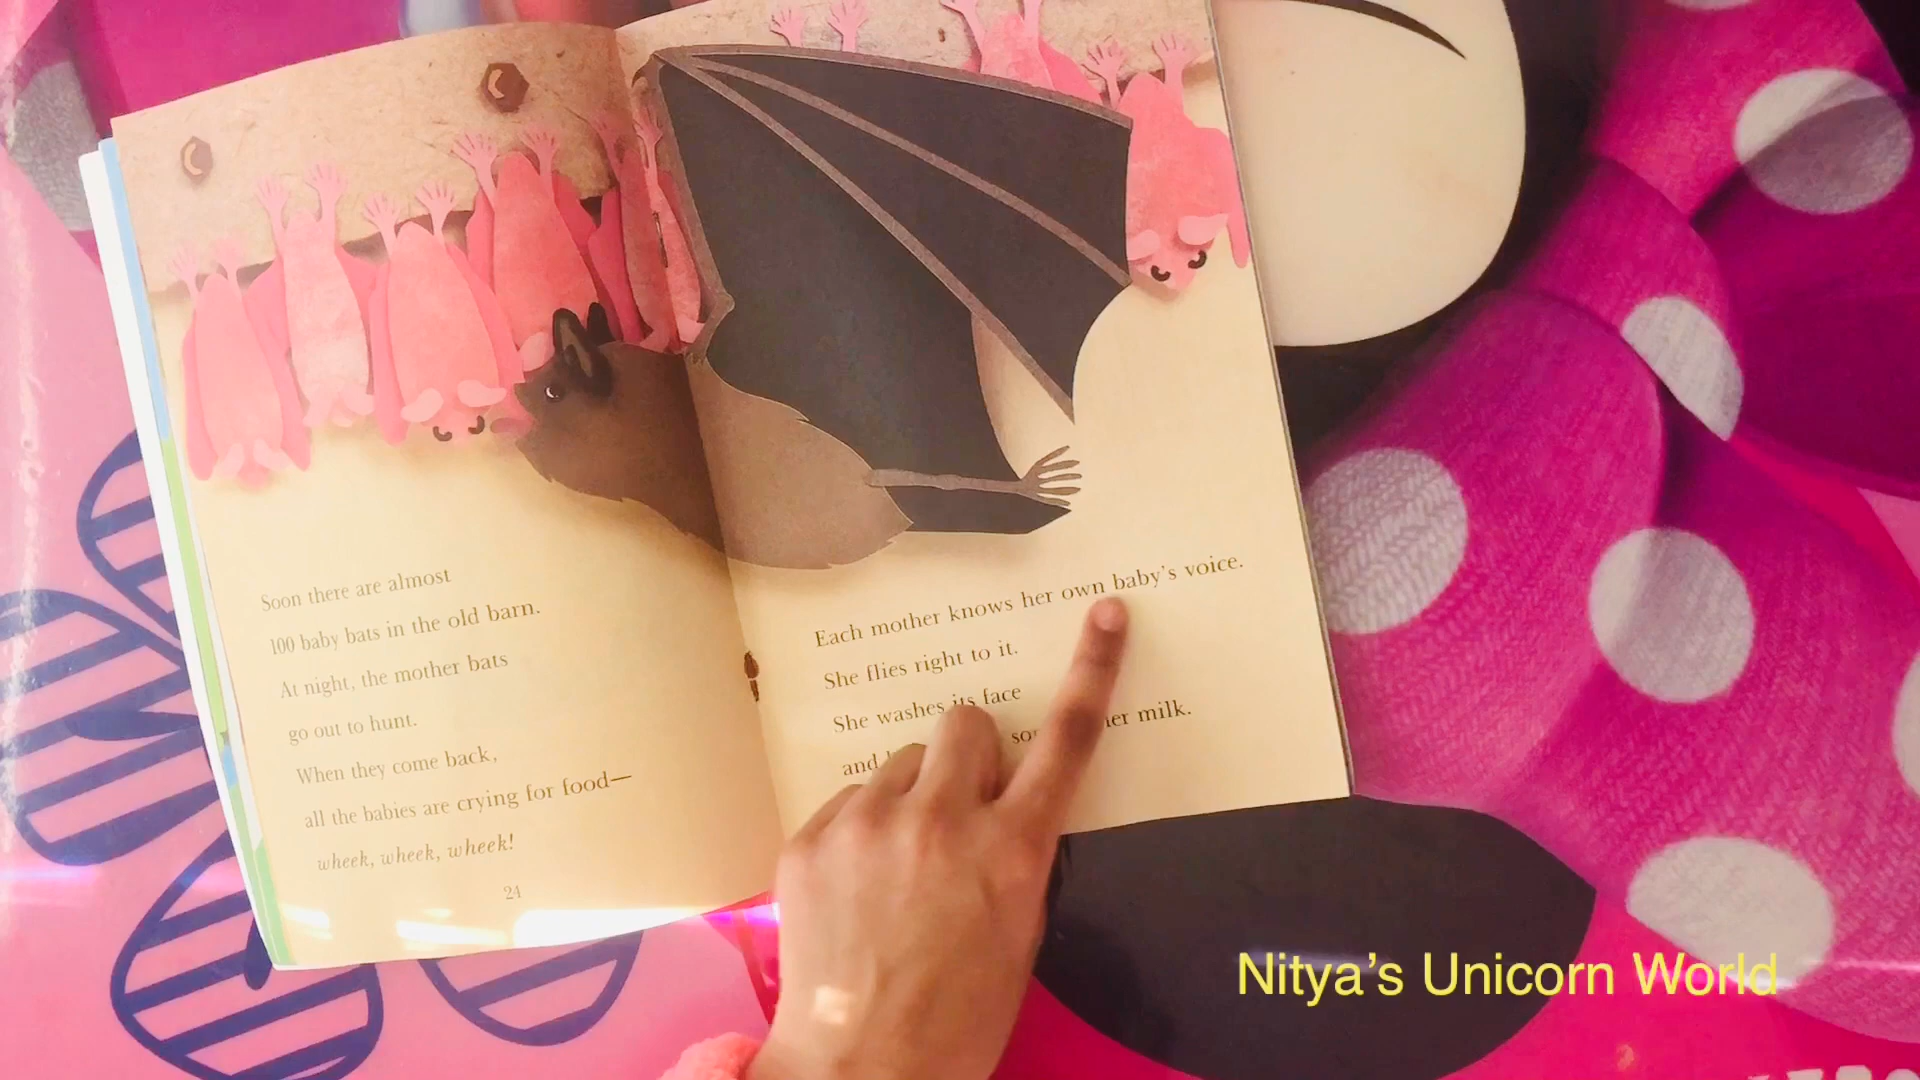 Soon there are almost
100 baby bats in the old barn.
At night, the mother bats
go out to hunt.
When they come back,
all the babies are crying for food—
wheek, wheek, wheek!
24
Each mother knows her own baby's voice.
She flies right to it.
She washes its face
and her milk.
Nitya's Unicorn World